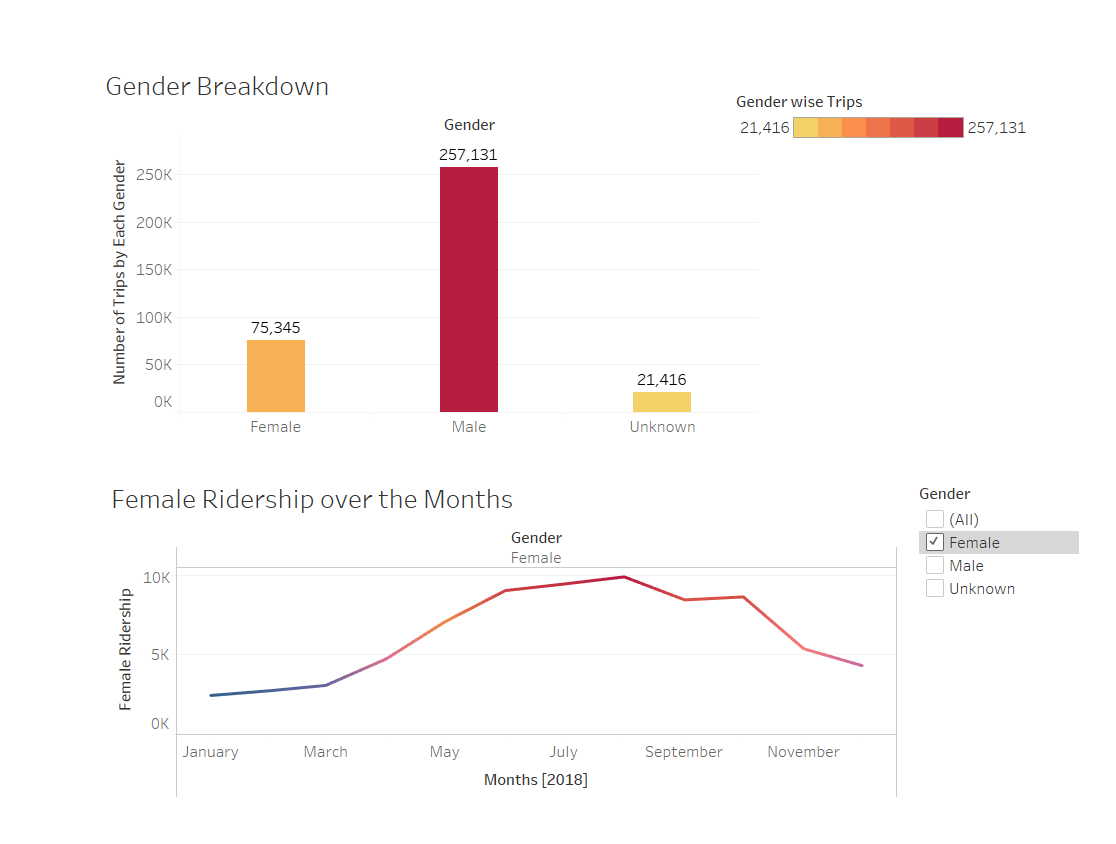 Gender Breakdown
Gender wise Trips
21,416 257,131
Gender
Number of Trips by Each Gender
250K
200K
150K
100K
50K
0K
75,345
257,131
21,416
Female Male Unknown
Female Ridership over the Months
Gender
(All)
Female
Male
Unknown
Gender
Female
Female Ridership
10K
5K
0K
January March May July September November
Months [2018]